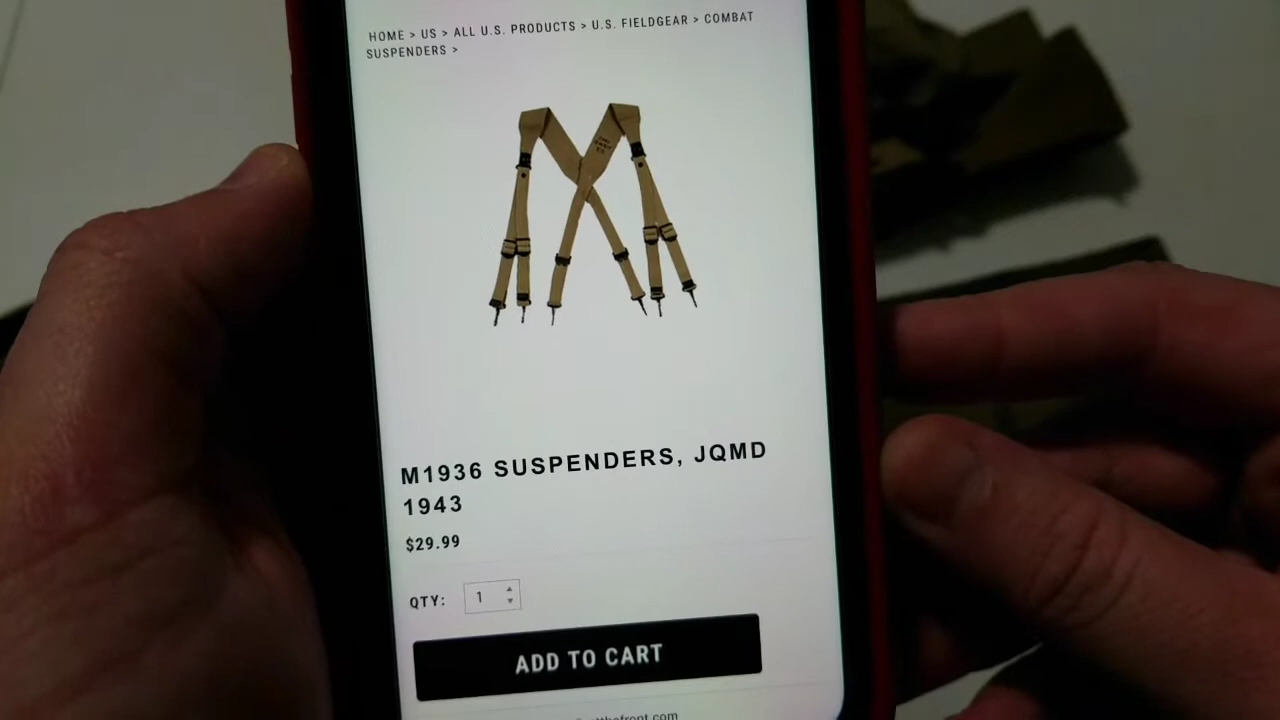 HOME > US > ALL U.S. PRODUCTS > U.S. FIELDGEAR > COMBAT
SUSPENDERS >
M1936 SUSPENDERS, JQMD
1943
$29.99
QTY: 1
ADD TO CART